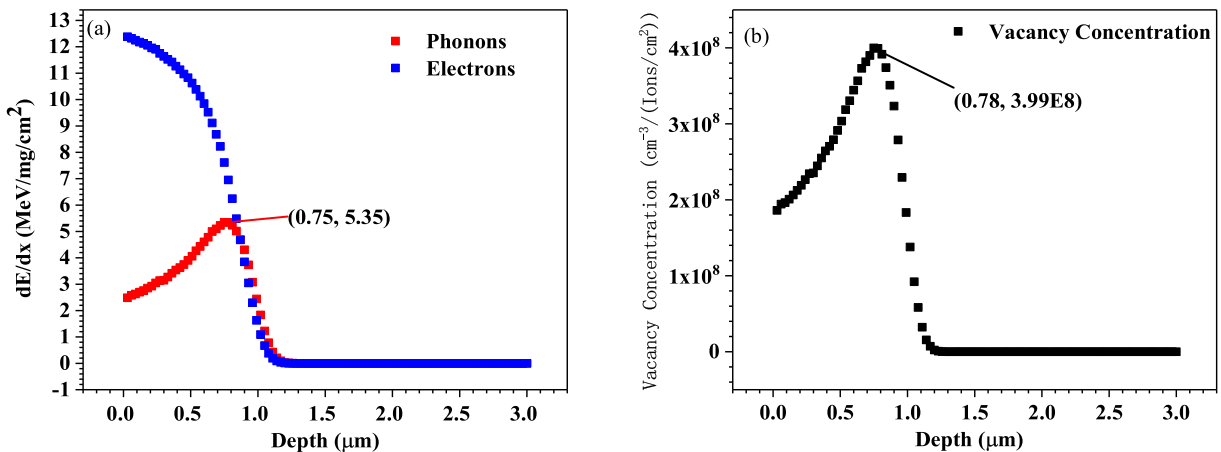 (a)
Phonons
Electrons
(0.75, 5.35)
dE/dx (MeV/mg/cm²)
13
12
11
10
9
8
7
6
5
4
3
2
1
0
-1
0.0 0.5 1.0 1.5 2.0 2.5 3.0
Depth (μm)
(b)
Vacancy Concentration
(0.78, 3.99E8)
Vacancy Concentration (cm⁻³/(Ions/cm²))
4x10⁸
3x10⁸
2x10⁸
1x10⁸
0
0.0 0.5 1.0 1.5 2.0 2.5 3.0
Depth (μm)